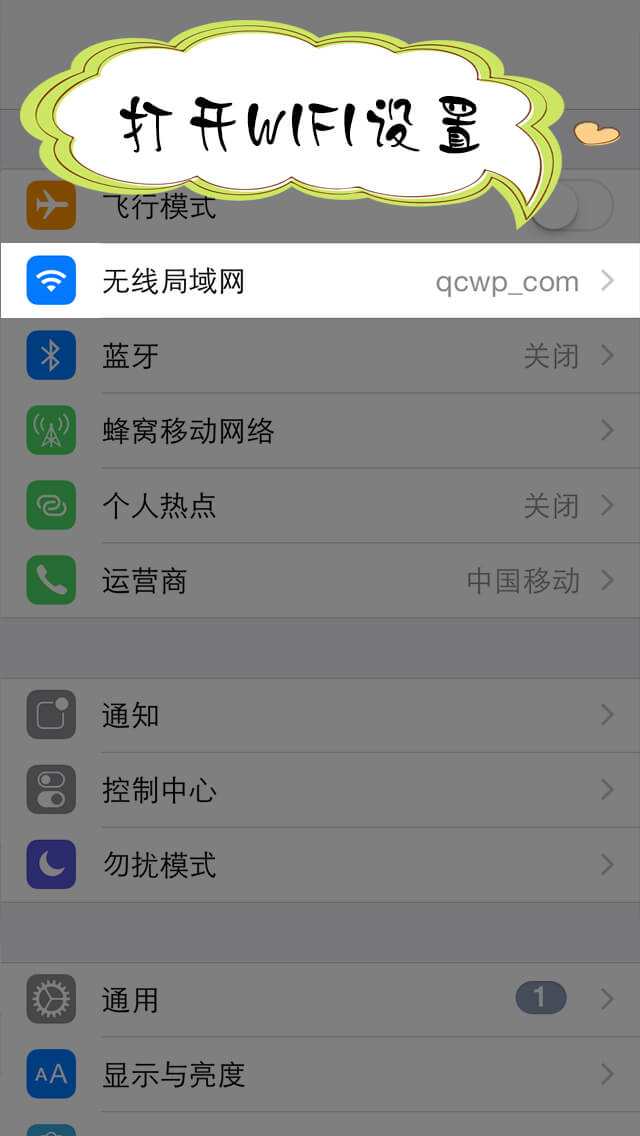 打开WIFI设置
飞行模式
无线局域网 qcwp_com
蓝牙 关闭
蜂窝移动网络
个人热点 关闭
运营商 中国移动
通知
控制中心
勿扰模式
通用 1
AA 显示与亮度